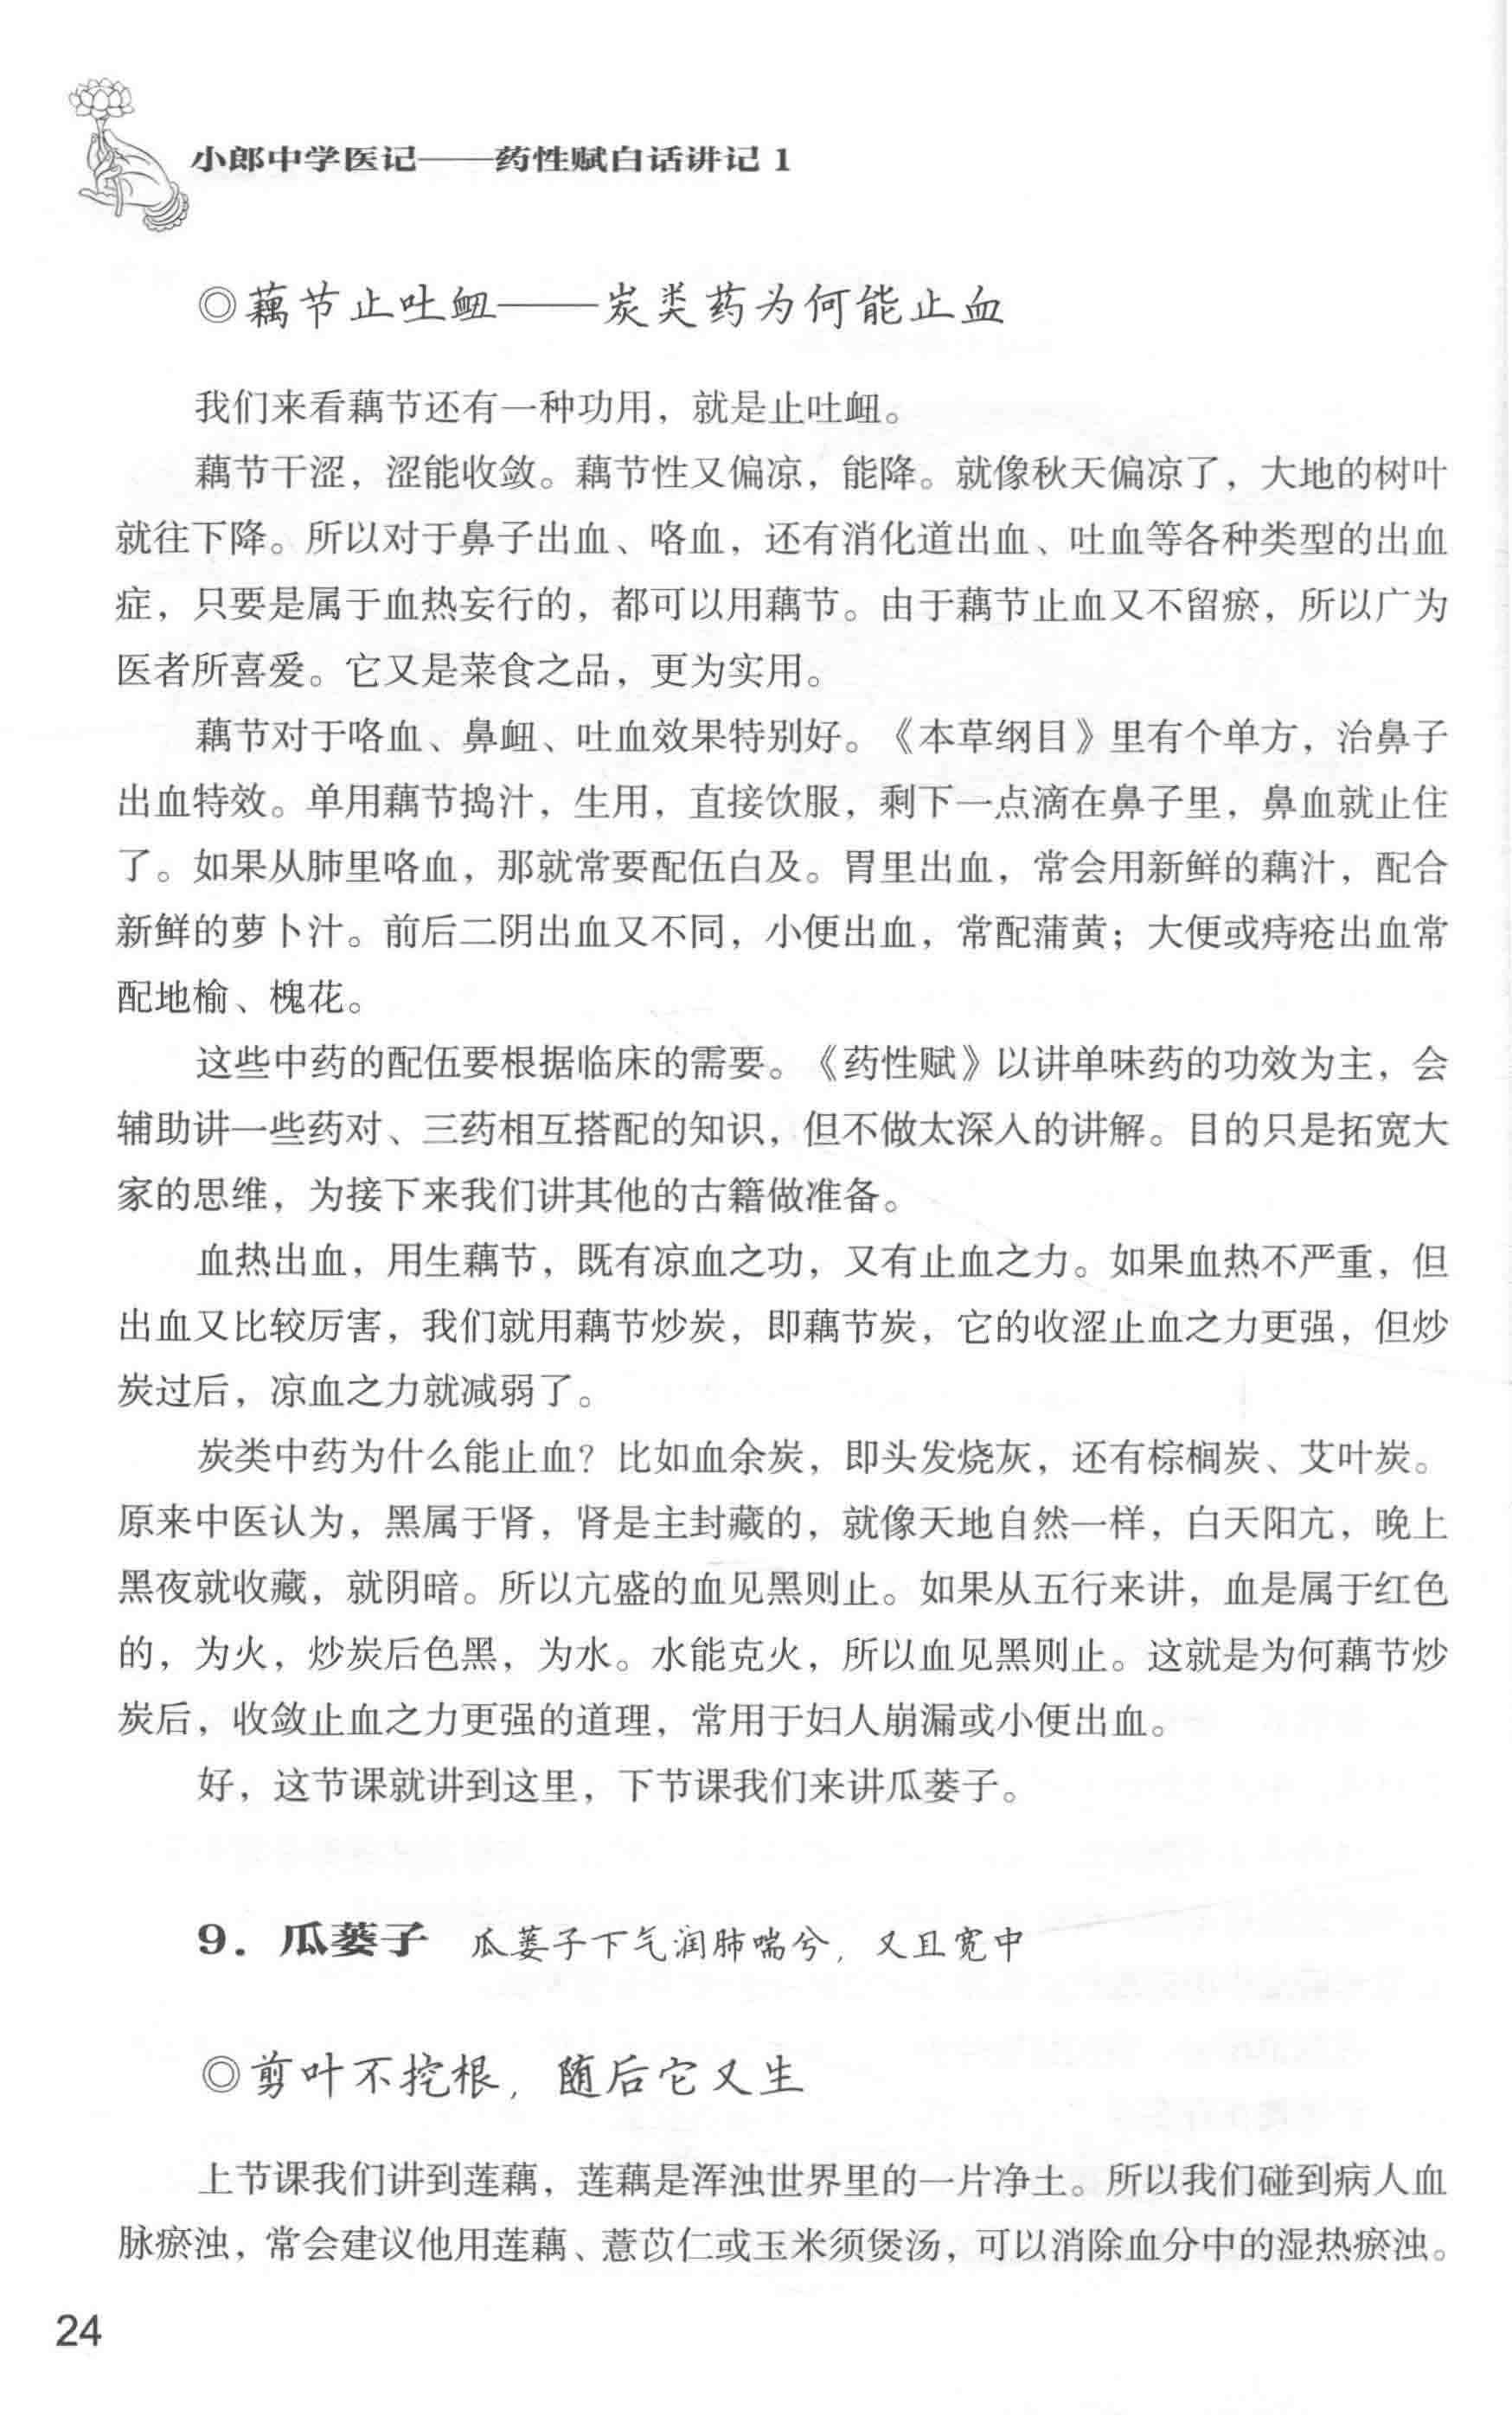 小郎中学医记——药性赋白话讲记 1
◎藕节止吐衄——炭类药为何能止血
我们来看藕节还有一种功用，就是止吐衄。
藕节干涩，涩能收敛。藕节性又偏凉，能降。就像秋天偏凉了，大地的树叶
就往下降。所以对于鼻子出血、咯血，还有消化道出血、吐血等各种类型的出血
症，只要是属于血热妄行的，都可以用藕节。由于藕节止血又不留瘀，所以广为
医者所喜爱。它又是菜食之品，更为实用。
藕节对于咯血、鼻衄、吐血效果特别好。《本草纲目》里有个单方，治鼻子
出血特效。单用藕节捣汁，生用，直接饮服，剩下一点滴在鼻子里，鼻血就止住
了。如果从肺里咯血，那就常要配伍白及。胃里出血，常会用新鲜的藕汁，配合
新鲜的萝卜汁。前后二阴出血又不同，小便出血，常配蒲黄；大便或痔疮出血常
配地榆、槐花。
这些中药的配伍要根据临床的需要。《药性赋》以讲单味药的功效为主，会
辅助讲一些药对、三药相互搭配的知识，但不做太深入的讲解。目的只是拓宽大
家的思维，为接下来我们讲其他的古籍做准备。
血热出血，用生藕节，既有凉血之功，又有止血之力。如果血热不严重，但
出血又比较厉害，我们就用藕节炒炭，即藕节炭，它的收涩止血之力更强，但炒
炭过后，凉血之力就减弱了。
炭类中药为什么能止血？比如血余炭，即头发烧灰，还有棕榈炭、艾叶炭。
原来中医认为，黑属于肾，肾是主封藏的，就像天地自然一样，白天阳亢，晚上
黑夜就收藏，就阴暗。所以亢盛的血见黑则止。如果从五行来讲，血是属于红色
的，为火，炒炭后色黑，为水。水能克火，所以血见黑则止。这就是为何藕节炒
炭后，收敛止血之力更强的道理，常用于妇人崩漏或小便出血。
好，这节课就讲到这里，下节课我们来讲瓜蒌子。
9．瓜蒌子 瓜蒌子下气润肺喘兮，又且宽中
◎剪叶不挖根，随后它又生
上节课我们讲到莲藕，莲藕是浑浊世界里的一片净土。所以我们碰到病人血
脉瘀浊，常会建议他用莲藕、薏苡仁或玉米须煲汤，可以消除血分中的湿热瘀浊。
24